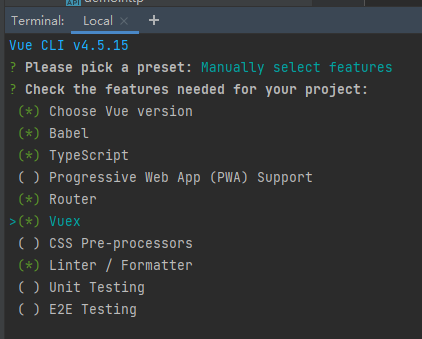 Terminal: Local × +
Vue CLI v4.5.15
? Please pick a preset: Manually select features
? Check the features needed for your project:
(*) Choose Vue version
(*) Babel
(*) TypeScript
( ) Progressive Web App (PWA) Support
(*) Router
>(*) Vuex
( ) CSS Pre-processors
(*) Linter / Formatter
( ) Unit Testing
( ) E2E Testing